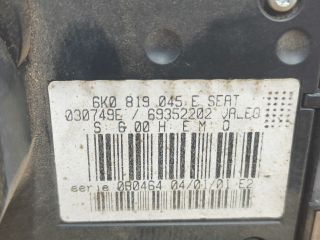 6K0 819 045 E SEAT
030749E / 69352202 VALEO
S G00 H E M O
serie 080464 04/01/01 E2